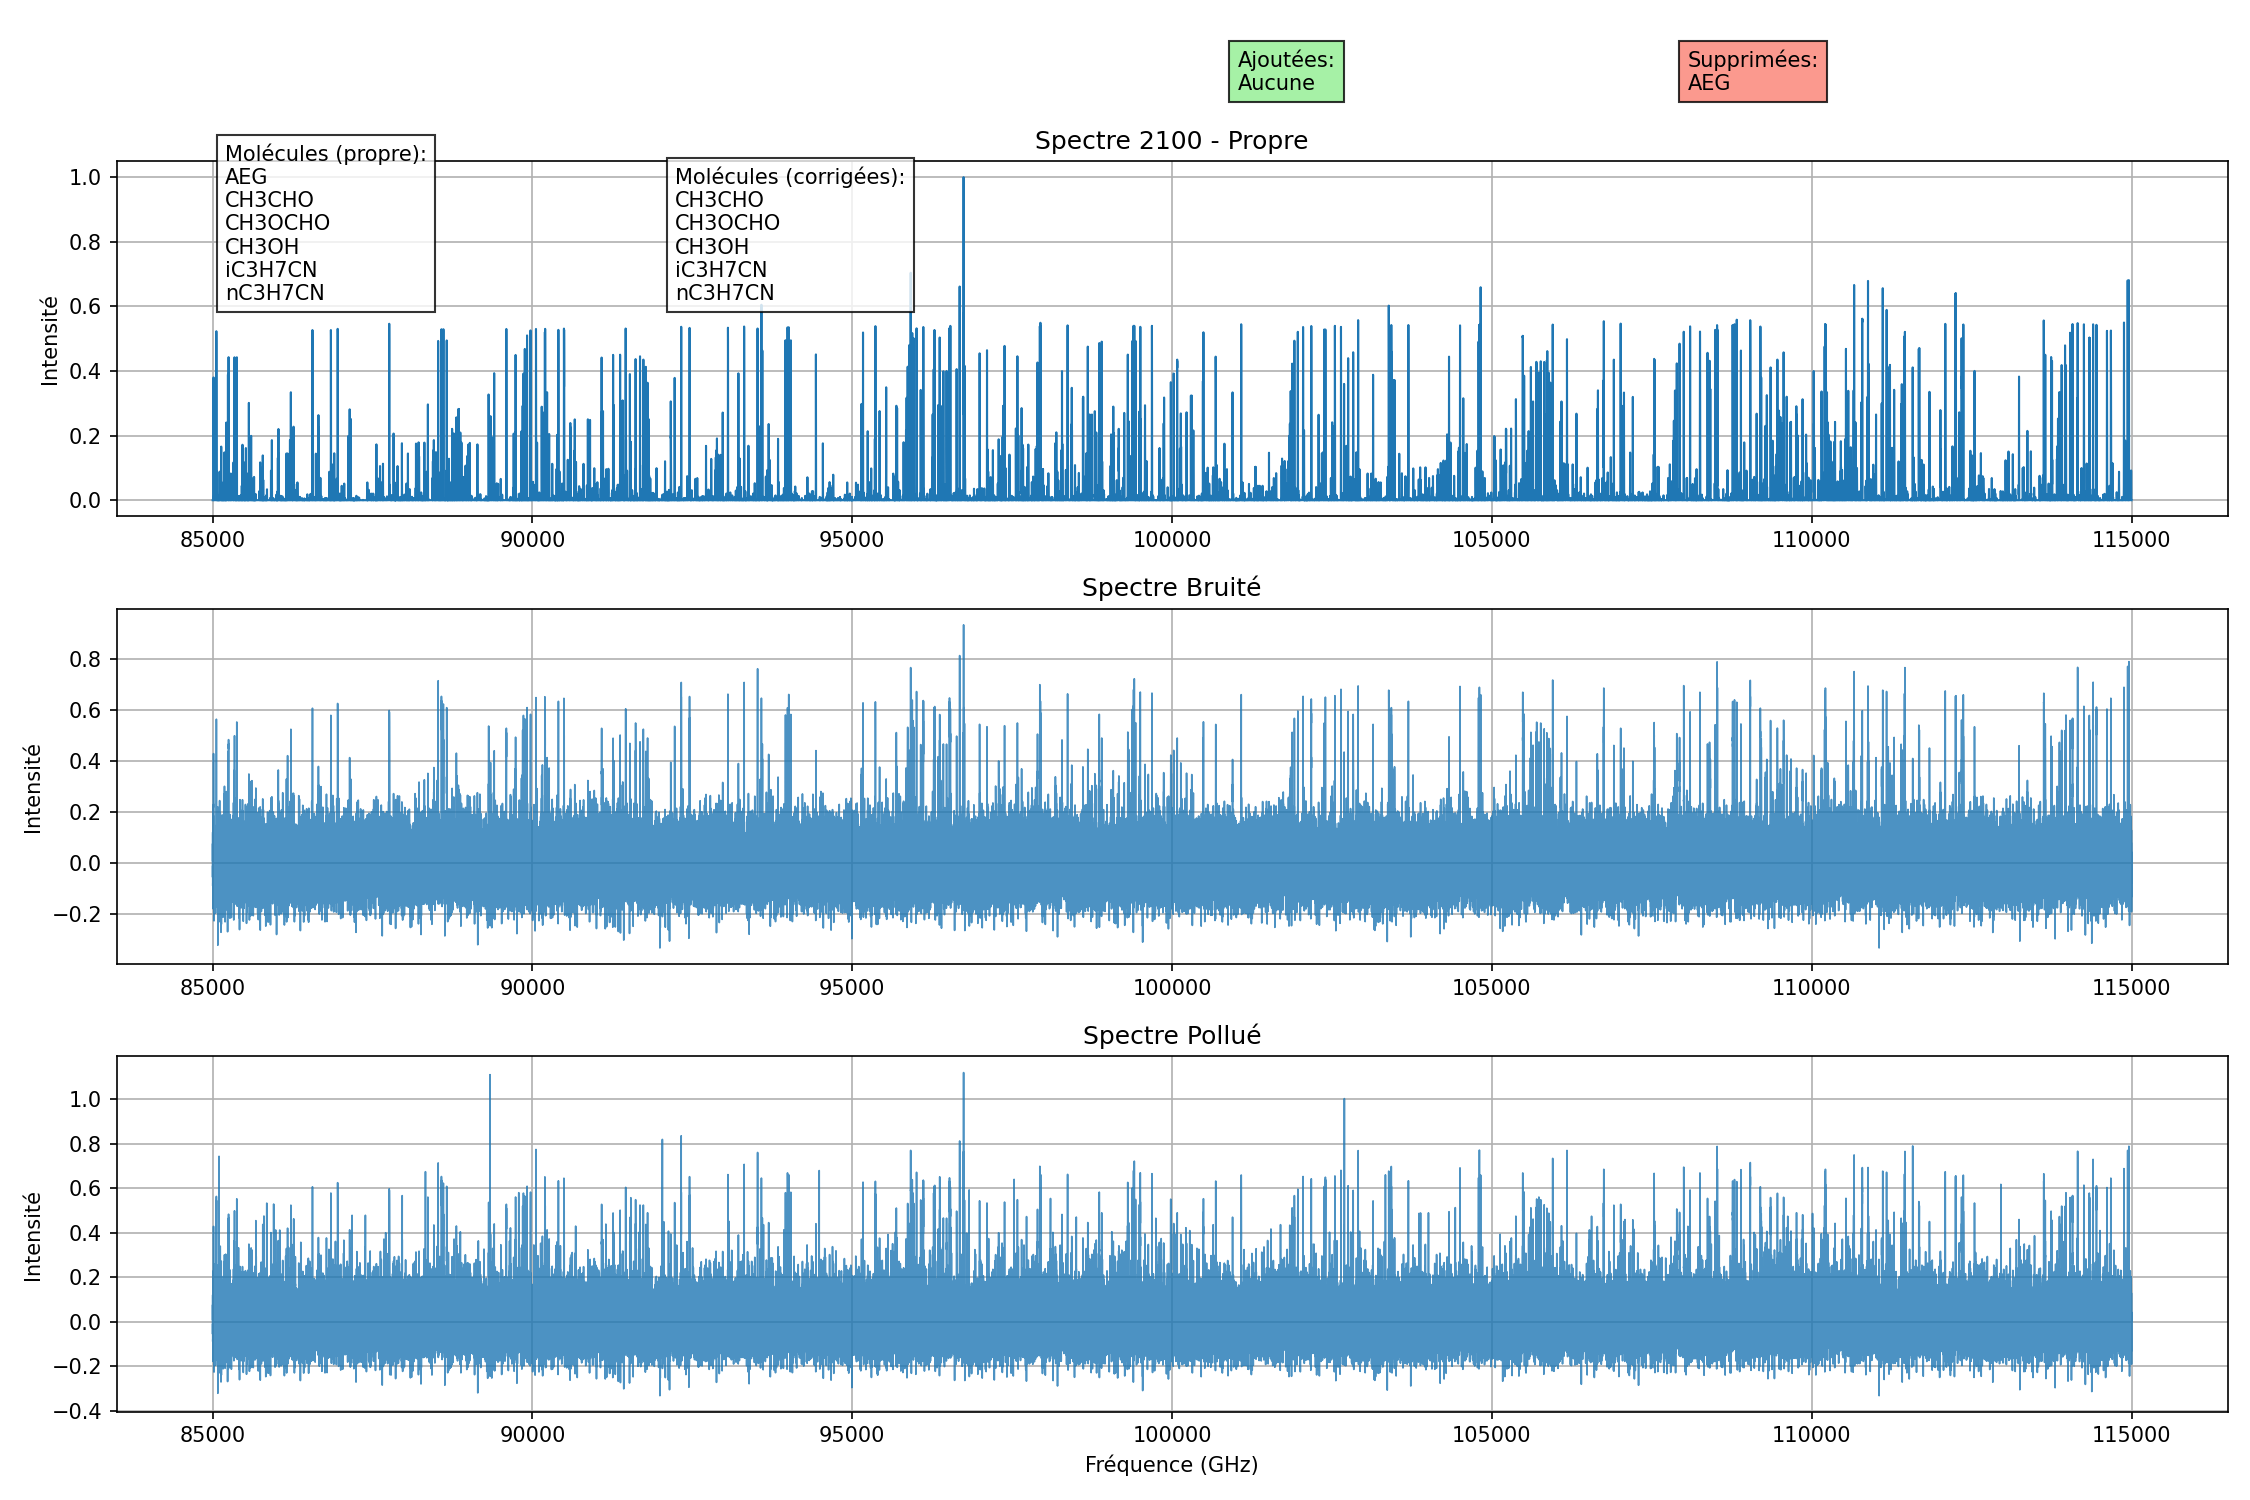 Ajoutées:
Aucune
Supprimées:
AEG
Spectre 2100 - Propre
Molécules (propre):
AEG
CH3CHO
CH3OCHO
CH3OH
iC3H7CN
nC3H7CN
Molécules (corrigées):
CH3CHO
CH3OCHO
CH3OH
iC3H7CN
nC3H7CN
Intensité
1.0
0.8
0.6
0.4
0.2
0.0
85000 90000 95000 100000 105000 110000 115000
Spectre Bruité
Intensité
0.8
0.6
0.4
0.2
0.0
−0.2
85000 90000 95000 100000 105000 110000 115000
Spectre Pollué
Intensité
1.0
0.8
0.6
0.4
0.2
0.0
−0.2
−0.4
85000 90000 95000 100000 105000 110000 115000
Fréquence (GHz)